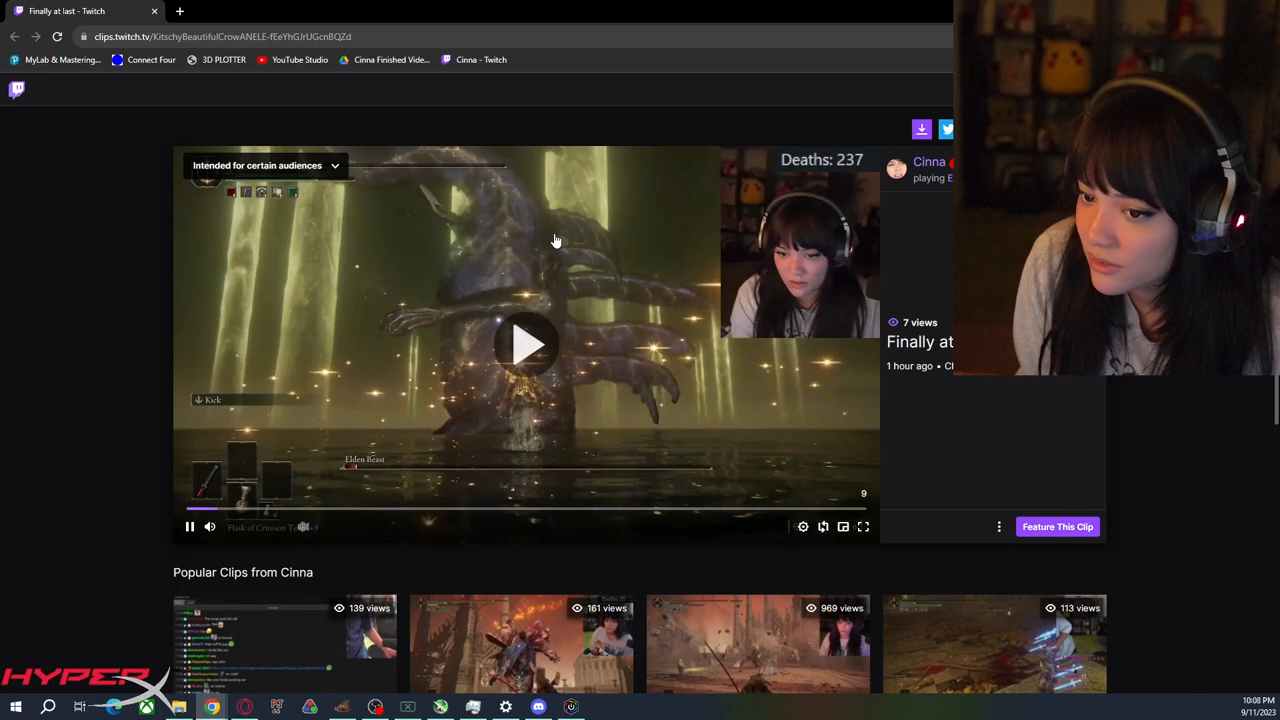 Finally at last - Twitch
clips.twitch.tv/KitschyBeautifulCrowANELE-fEeYhGJrUGcnBQZd
MyLab & Mastering...
Connect Four
3D PLOTTER
YouTube Studio
Cinna Finished Vide...
Cinna - Twitch
Intended for certain audiences
Deaths: 237
Cinna
playing E
7 views
Finally at
1 hour ago • Cl
Kick
Elden Beast
9
Flask of Crimson
Feature This Clip
Popular Clips from Cinna
139 views
161 views
969 views
113 views
HYPERX
10:08 PM
9/11/2023